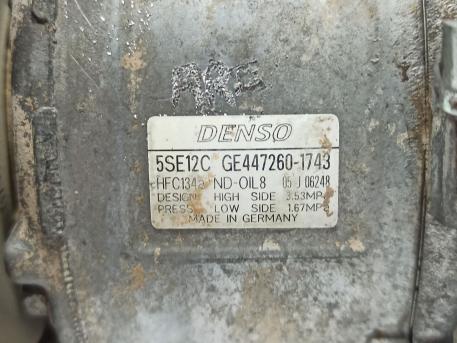 ARE
DENSO
5SE12C GE447260-1743
HFC134a ND-OIL8 05 J 06248
DESIGN HIGH SIDE 3.53MPa
PRESS. LOW SIDE 1.67MPa
MADE IN GERMANY